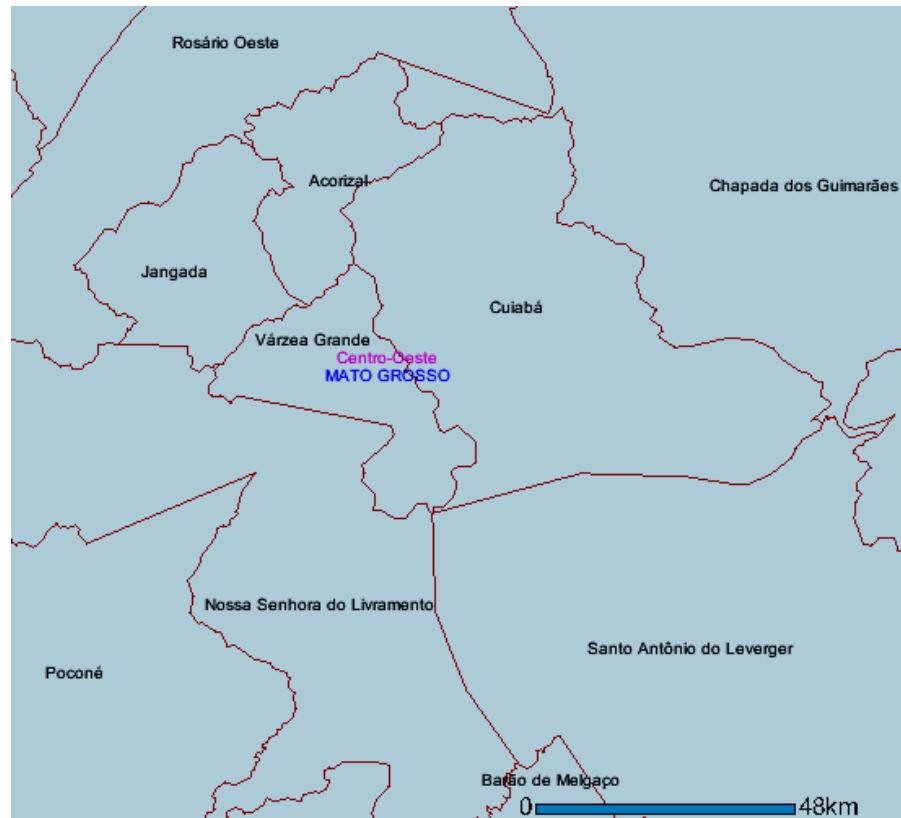 Rosário Oeste
Acorizal
Chapada dos Guimarães
Jangada
Cuiabá
Várzea Grande
Centro-Oeste
MATO GROSSO
Nossa Senhora do Livramento
Santo Antônio do Leverger
Poconé
Barão de Melgaço
0 48km